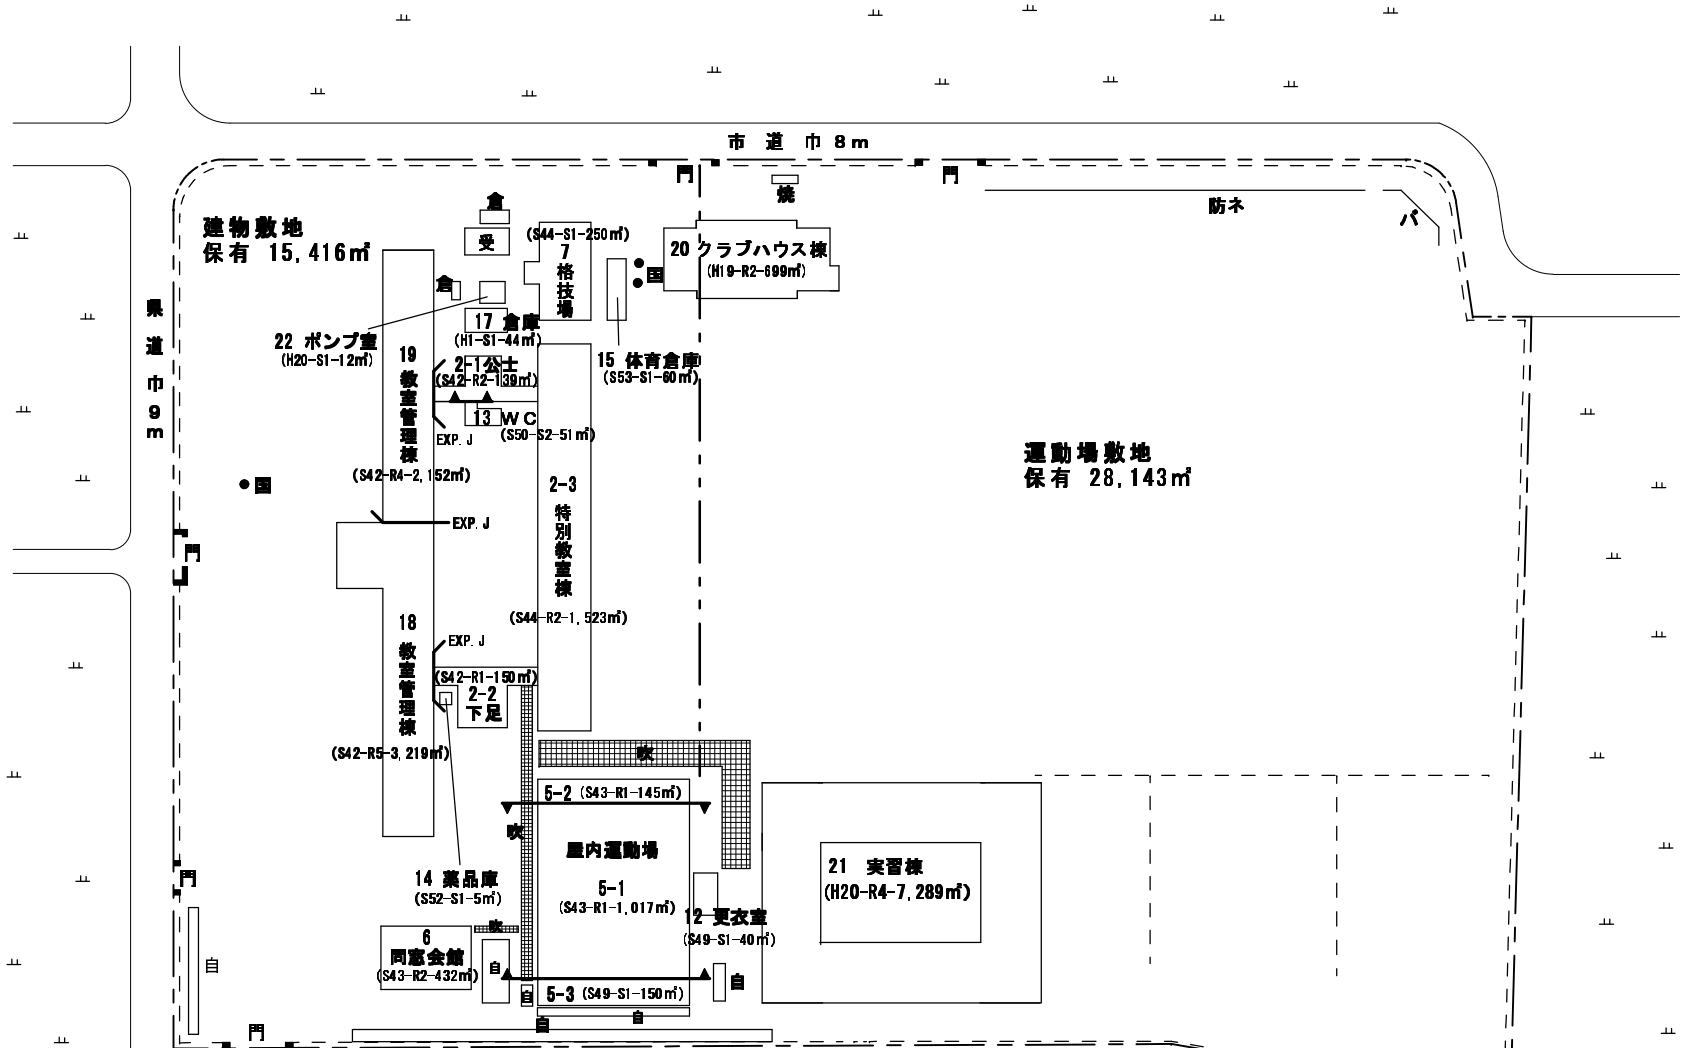 市 道 巾 8m
門
門
焼
防ネ
パ
建物敷地
保有 15,416㎡
倉
受
(S44-S1-250㎡)
7
格技場
20 クラブハウス棟
(H19-R2-699㎡)
国
倉
県道巾9m
22 ポンプ室
(H20-S1-12㎡)
17 倉庫
(H1-S1-44㎡)
19
教室管理棟
(S42-R4-2,152㎡)
2-1公士
(S42-R2-139㎡)
15 体育倉庫
(S53-S1-60㎡)
13 WC
(S50-S2-51㎡)
EXP.J
運動場敷地
保有 28,143㎡
国
2-3
特別教室棟
(S44-R2-1,523㎡)
EXP.J
門
18
教室管理棟
(S42-R5-3,219㎡)
EXP.J
(S42-R1-150㎡)
2-2
下足
吹
5-2 (S43-R1-145㎡)
吹
屋内運動場
5-1
(S43-R1-1,017㎡)
21 実習棟
(H20-R4-7,289㎡)
門
14 薬品庫
(S52-S1-5㎡)
12 更衣室
(S49-S1-40㎡)
吹
6
同窓会館
(S43-R2-432㎡)
自
自
自
自
5-3 (S49-S1-150㎡)
自
自
門